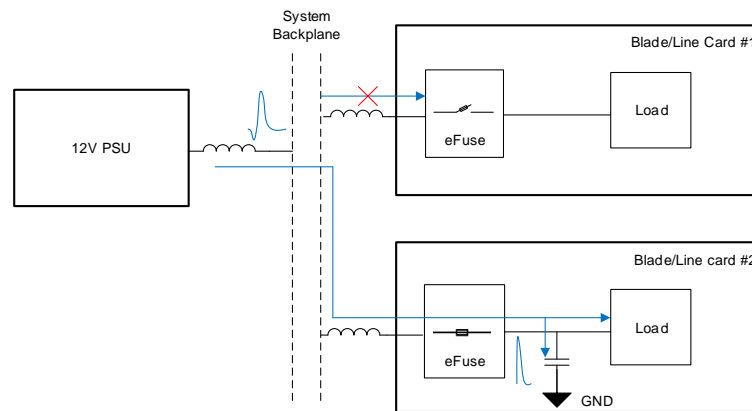 System
Backplane
Blade/Line Card #1
12V PSU
eFuse
Load
Blade/Line card #2
eFuse
Load
GND